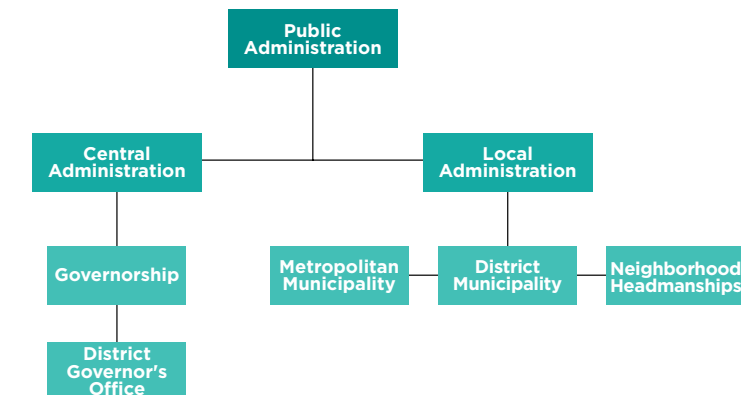 Public
Administration
Central
Administration
Local
Administration
Governorship
Metropolitan
Municipality
District
Municipality
Neighborhood
Headmanships
District
Governor's
Office